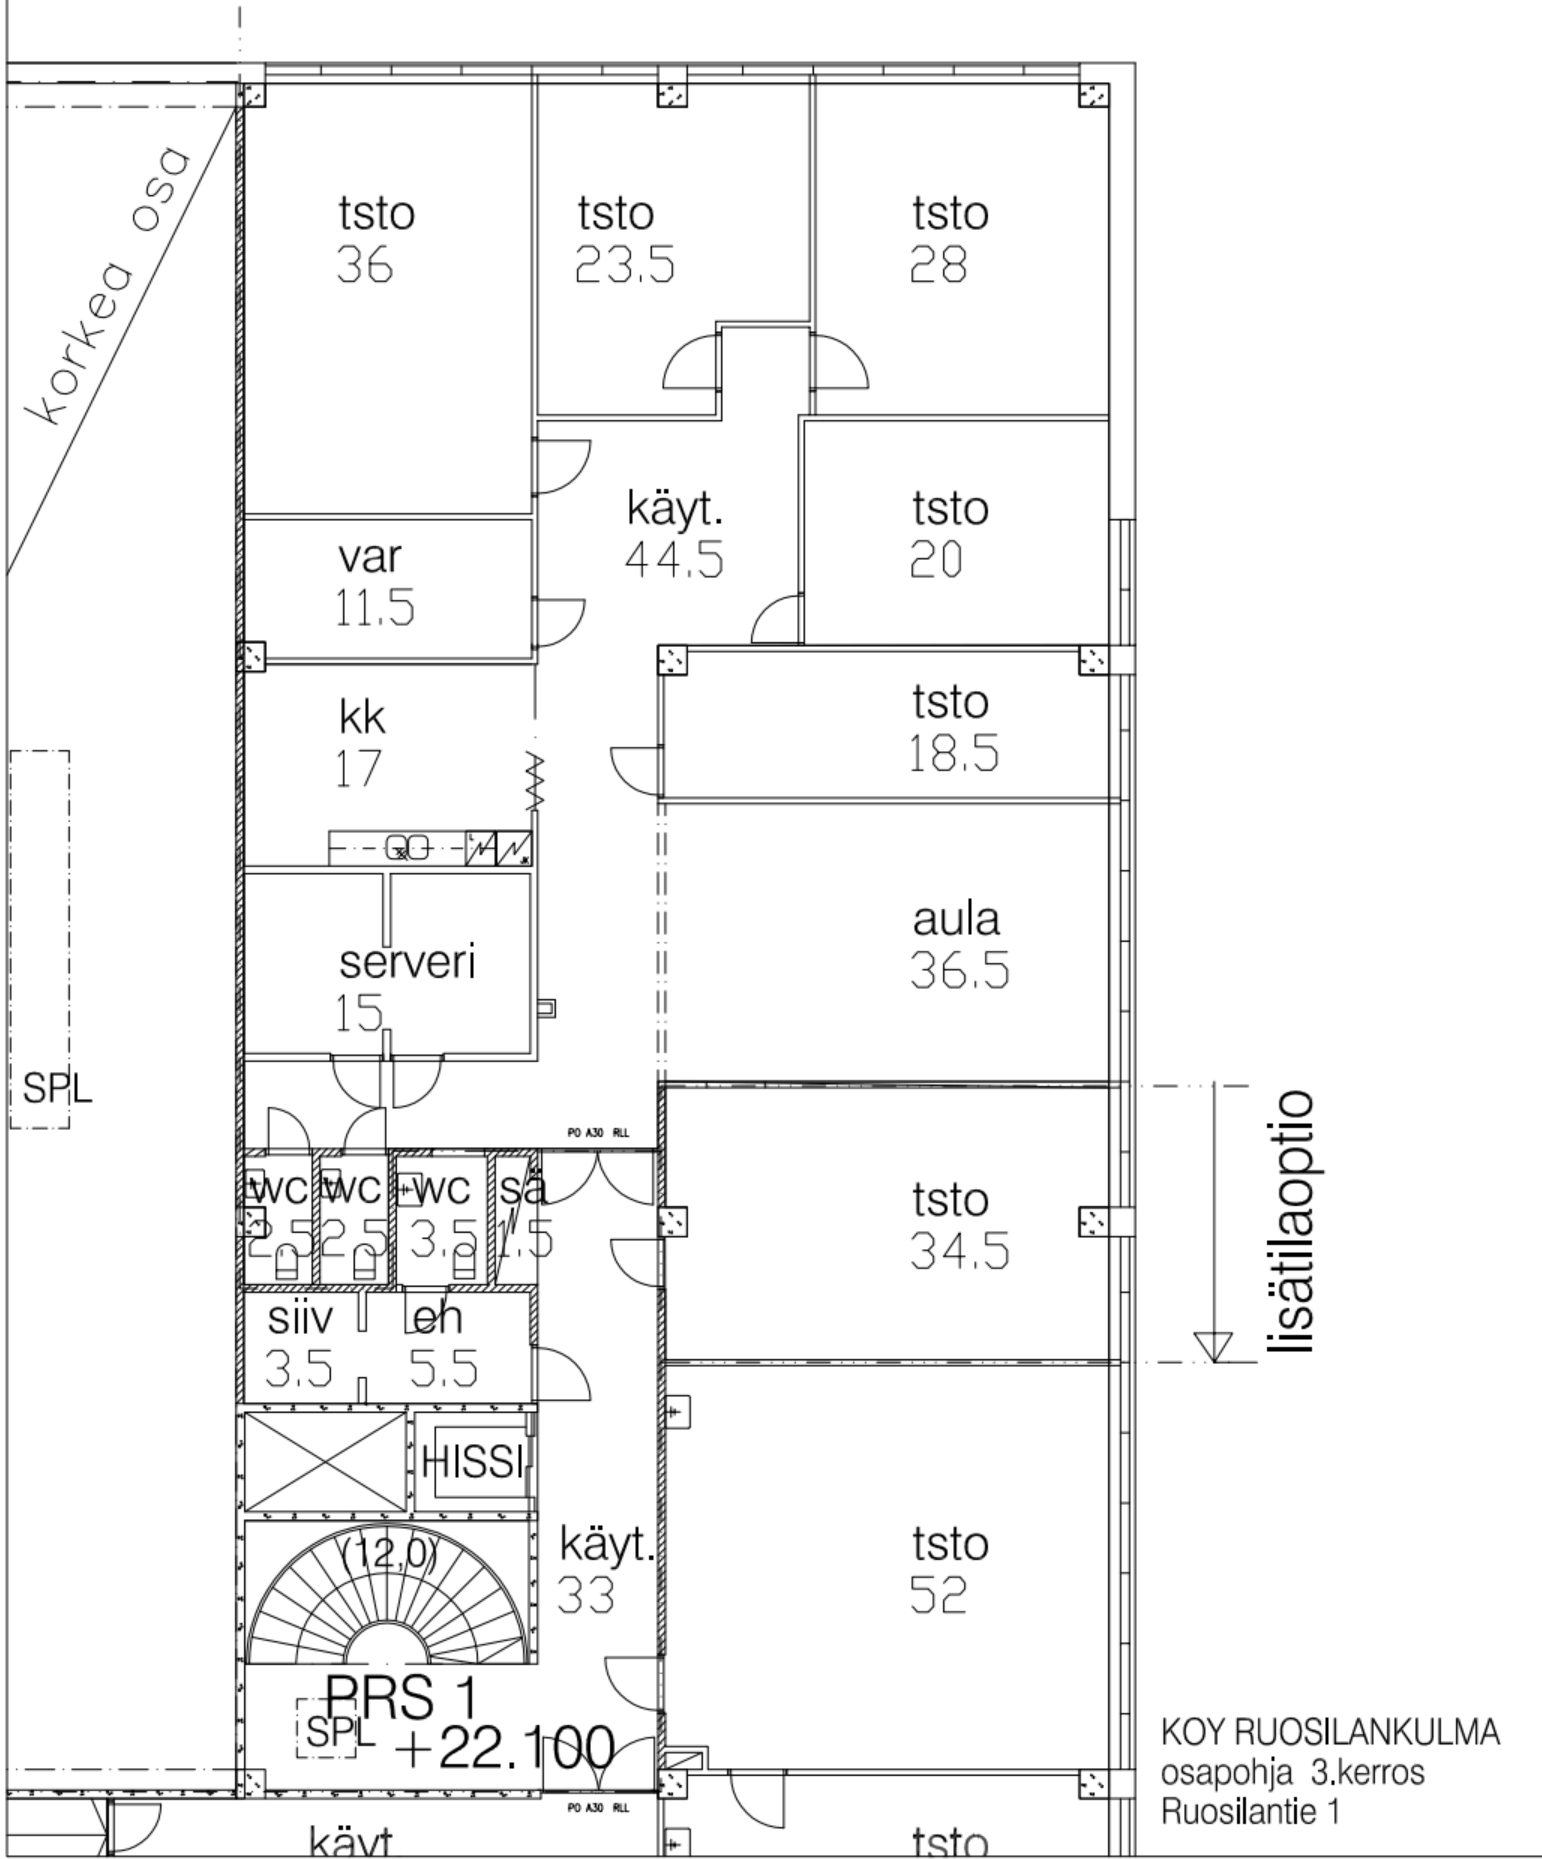 korkea osa
tsto
36
tsto
23.5
tsto
28
käyt.
44.5
tsto
20
var
11.5
kk
17
tsto
18.5
aula
36.5
serveri
15
SPL
PO A30 RLL
wc
2.5
wc
2.5
wc
3.5
sä
1.5
tsto
34.5
lisätilaoptio
siiv
3.5
eh
5.5
HISSI
(12,0)
käyt.
33
tsto
52
PRS 1
SPL
+22.100
PO A30 RLL
käyt
tsto
KOY RUOSILANKULMA
osapohja 3.kerros
Ruosilantie 1